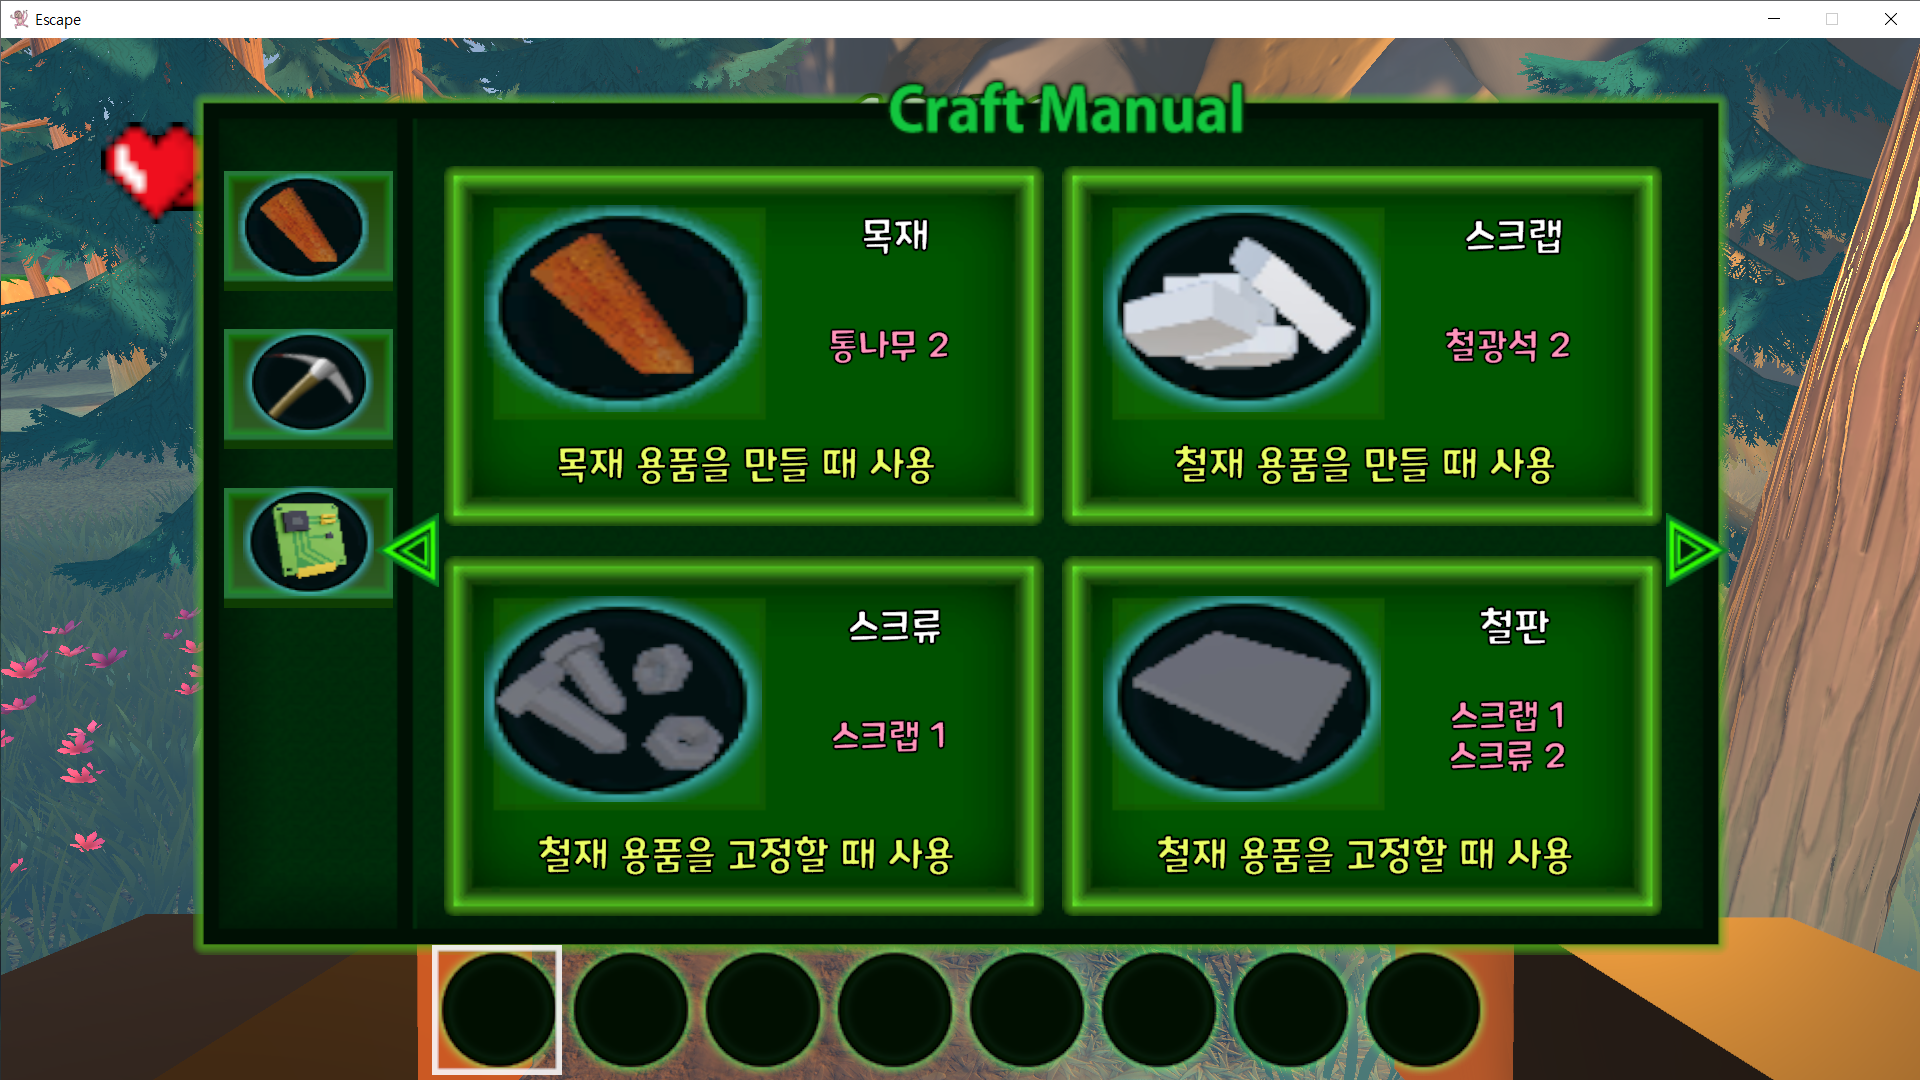 Escape
Craft Manual
목재
통나무 2
목재 용품을 만들 때 사용
스크랩
철광석 2
철재 용품을 만들 때 사용
스크류
스크랩 1
철재 용품을 고정할 때 사용
철판
스크랩 1
스크류 2
철재 용품을 고정할 때 사용